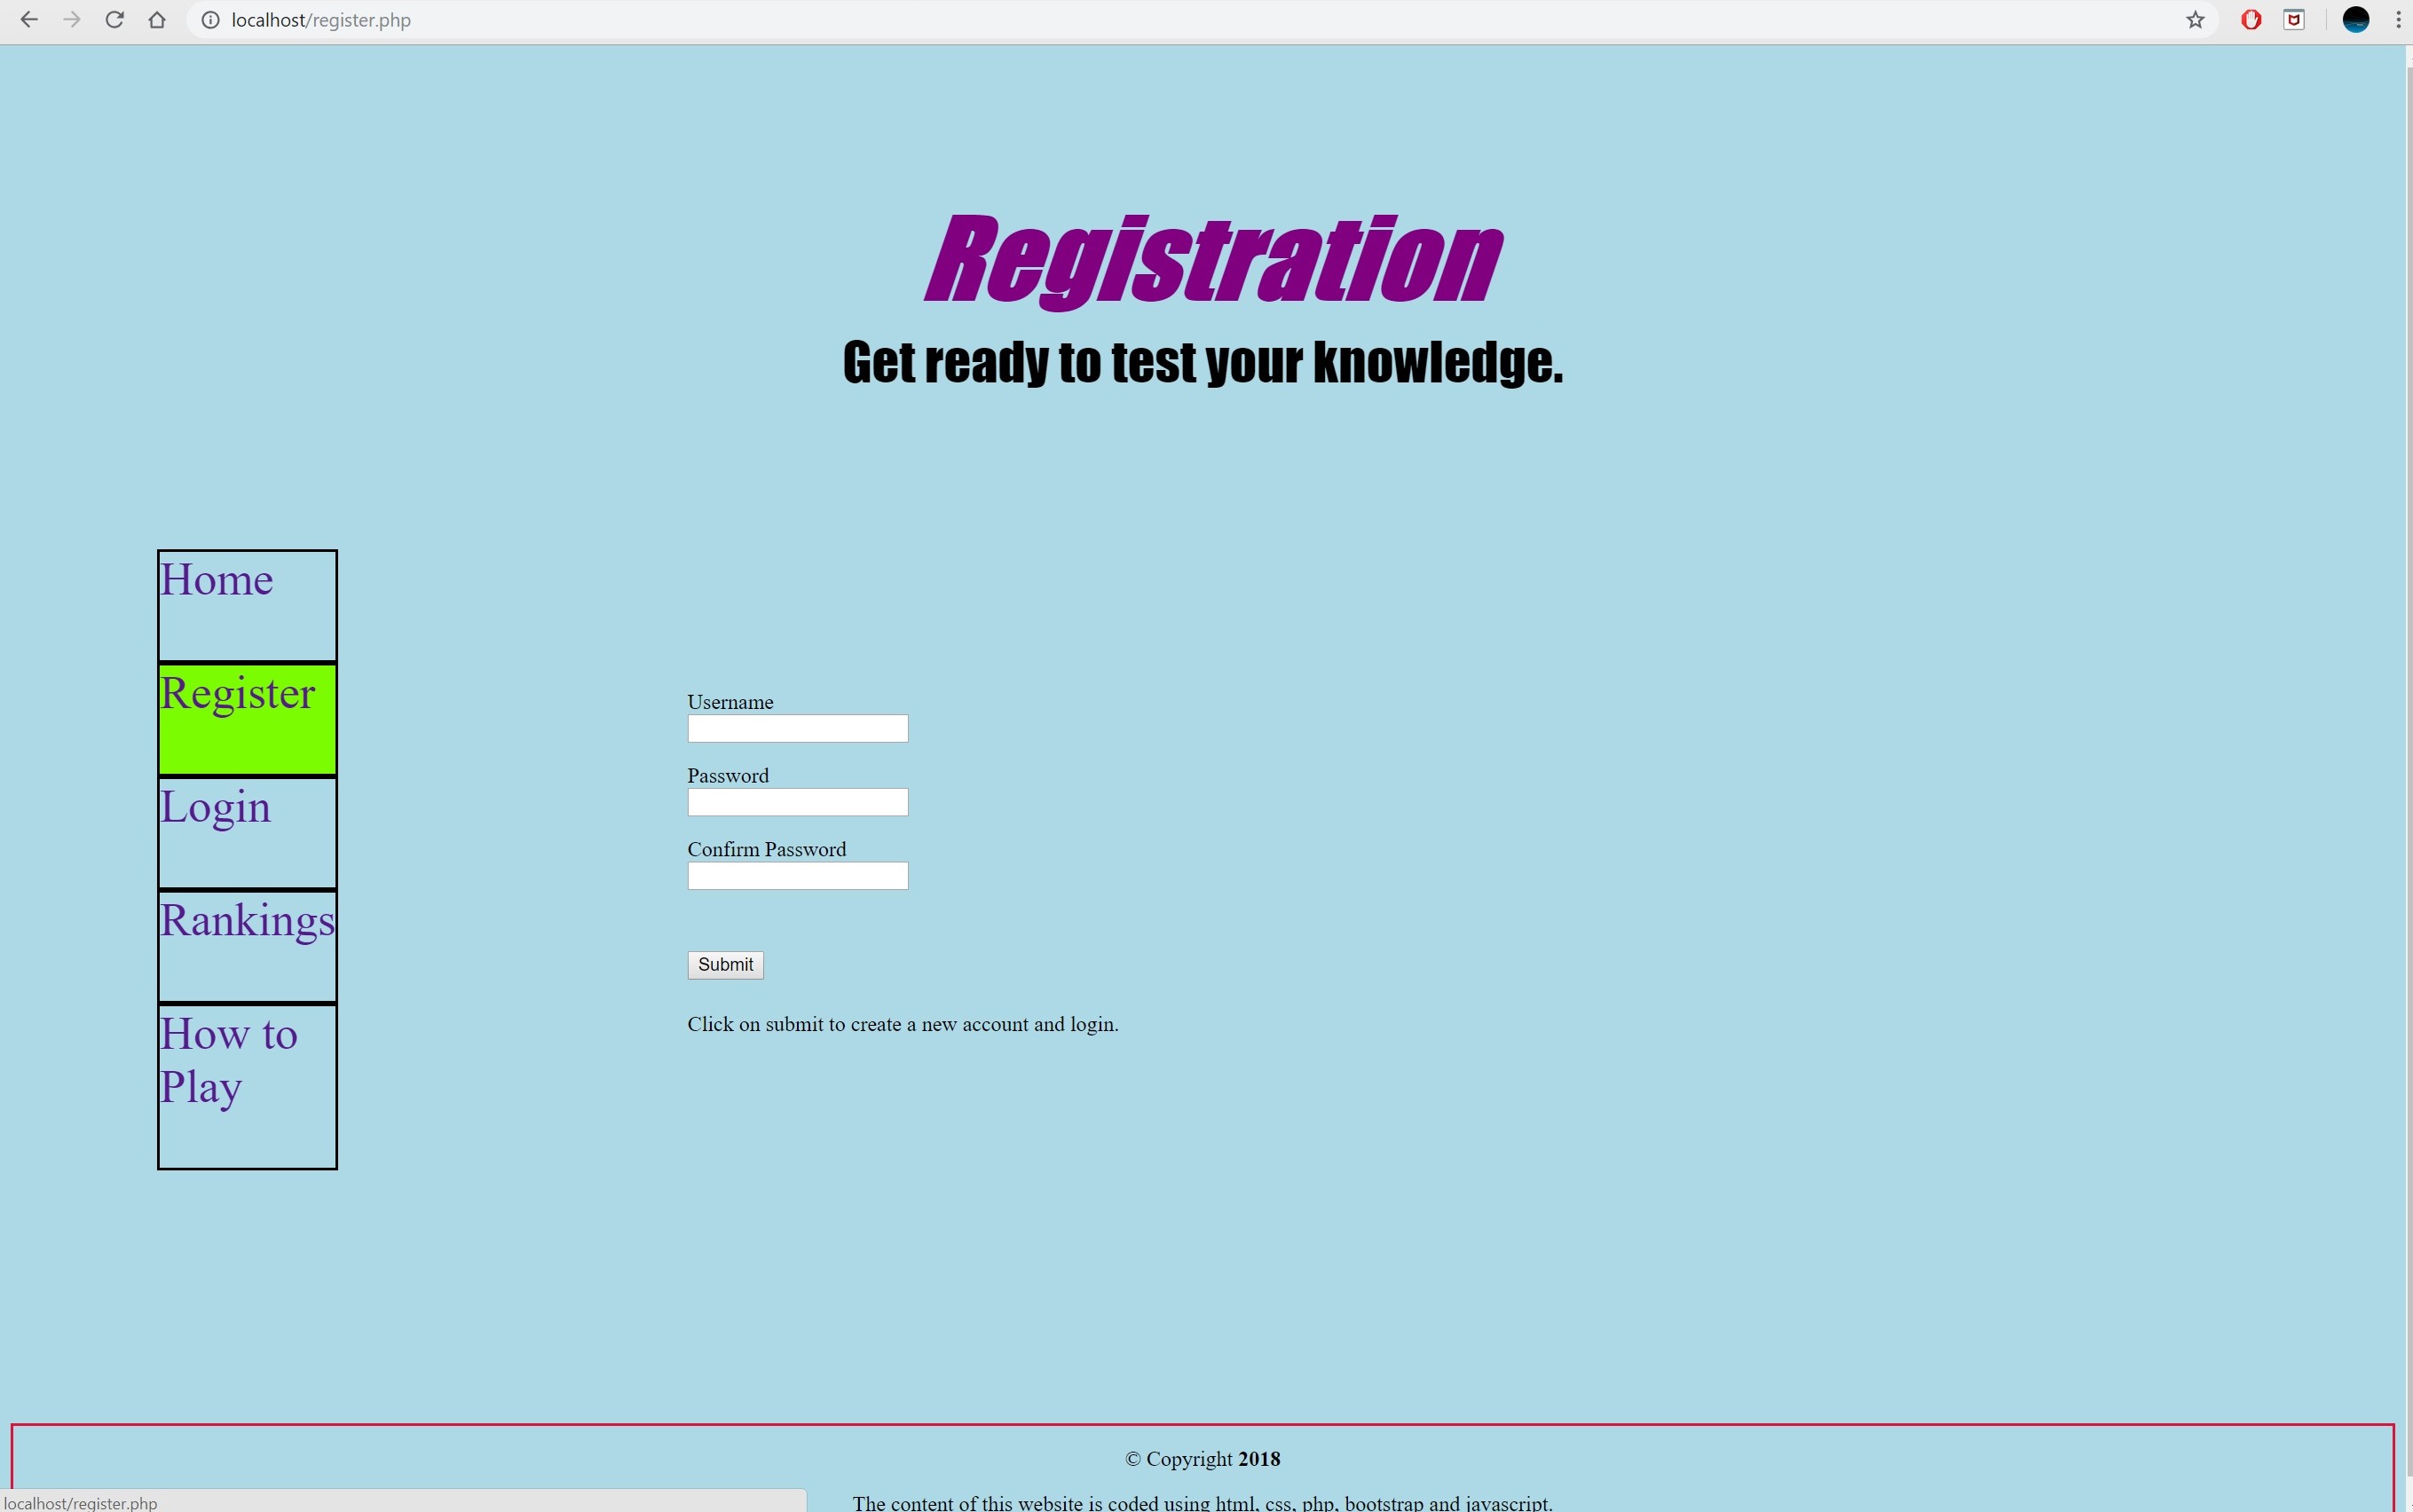 localhost/register.php
Registration
Get ready to test your knowledge.
Home
Register
Login
Rankings
How to
Play
Username
Password
Confirm Password
Submit
Click on submit to create a new account and login.
© Copyright 2018
The content of this website is coded using html, css, php, bootstrap and javascript.
localhost/register.php